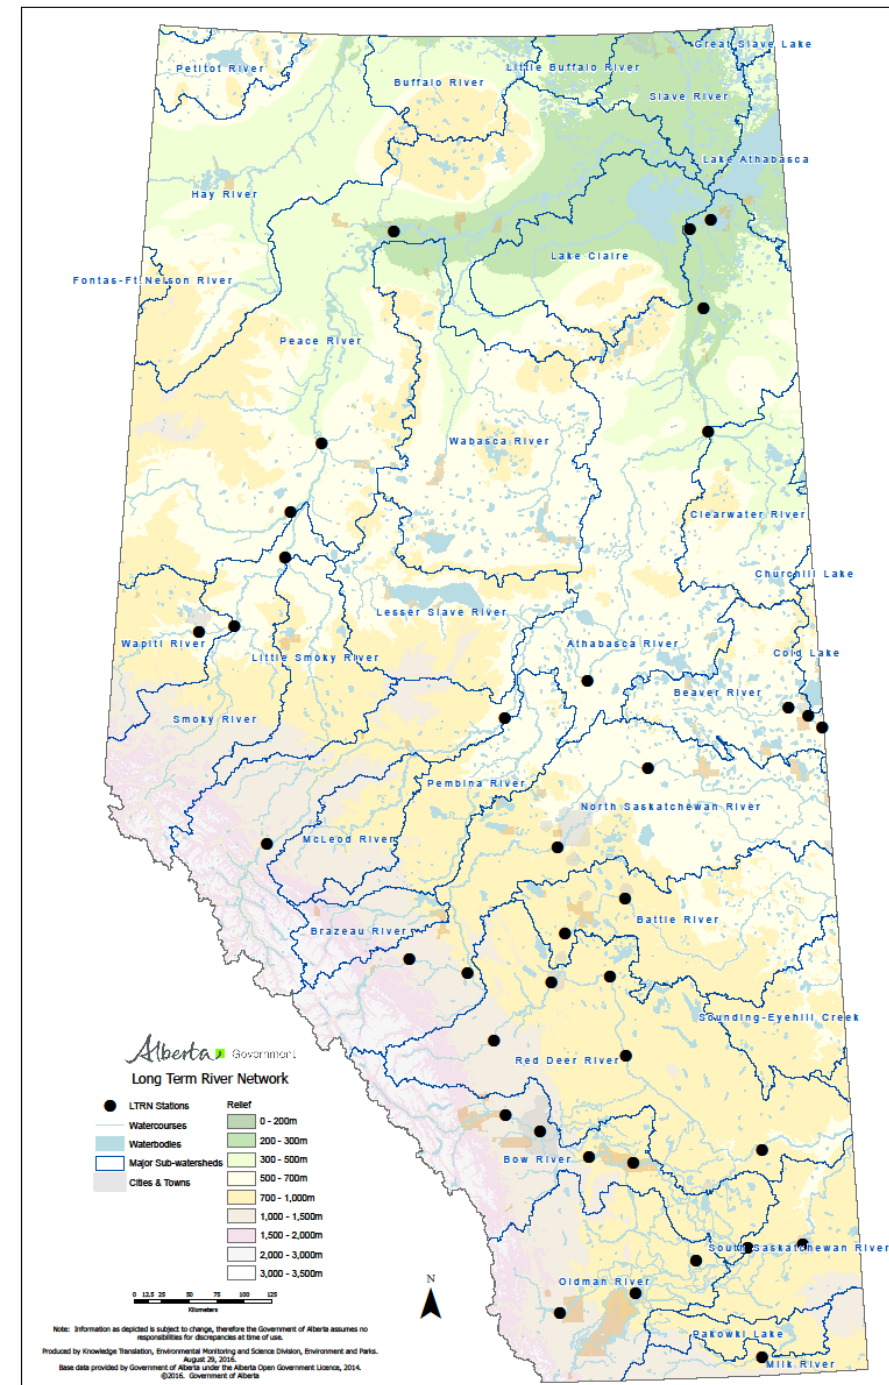 Great Slave Lake
Little Buffalo River
Petitot River
Buffalo River
Slave River
Lake Athabasca
Hay River
Lake Claire
Fontas-Ft.Nelson River
Peace River
Wabasca River
Clearwater River
Churchill Lake
Lesser Slave River
Wapiti River
Athabasca River
Little Smoky River
Cold Lake
Beaver River
Smoky River
Pembina River
North Saskatchewan River
McLeod River
Battle River
Brazeau River
Sounding-Eyehill Creek
Red Deer River
Bow River
South Saskatchewan River
Oldman River
Pakowki Lake
Milk River
Alberta Government
Long Term River Network
LTRN Stations
Watercourses
Waterbodies
Major Sub-watersheds
Cities & Towns
Relief
0 - 200m
200 - 300m
300 - 500m
500 - 700m
700 - 1,000m
1,000 - 1,500m
1,500 - 2,000m
2,000 - 3,000m
3,000 - 3,500m
0 12.5 25 50 75 100 125
Kilometers
N
Note: Information as depicted is subject to change, therefore the Government of Alberta assumes no
responsibilities for discrepancies at time of use.
Produced by Knowledge Translation, Environmental Monitoring and Science Division, Environment and Parks.
August 29, 2016.
Base data provided by Government of Alberta under the Alberta Open Government Licence, 2014.
©2016. Government of Alberta